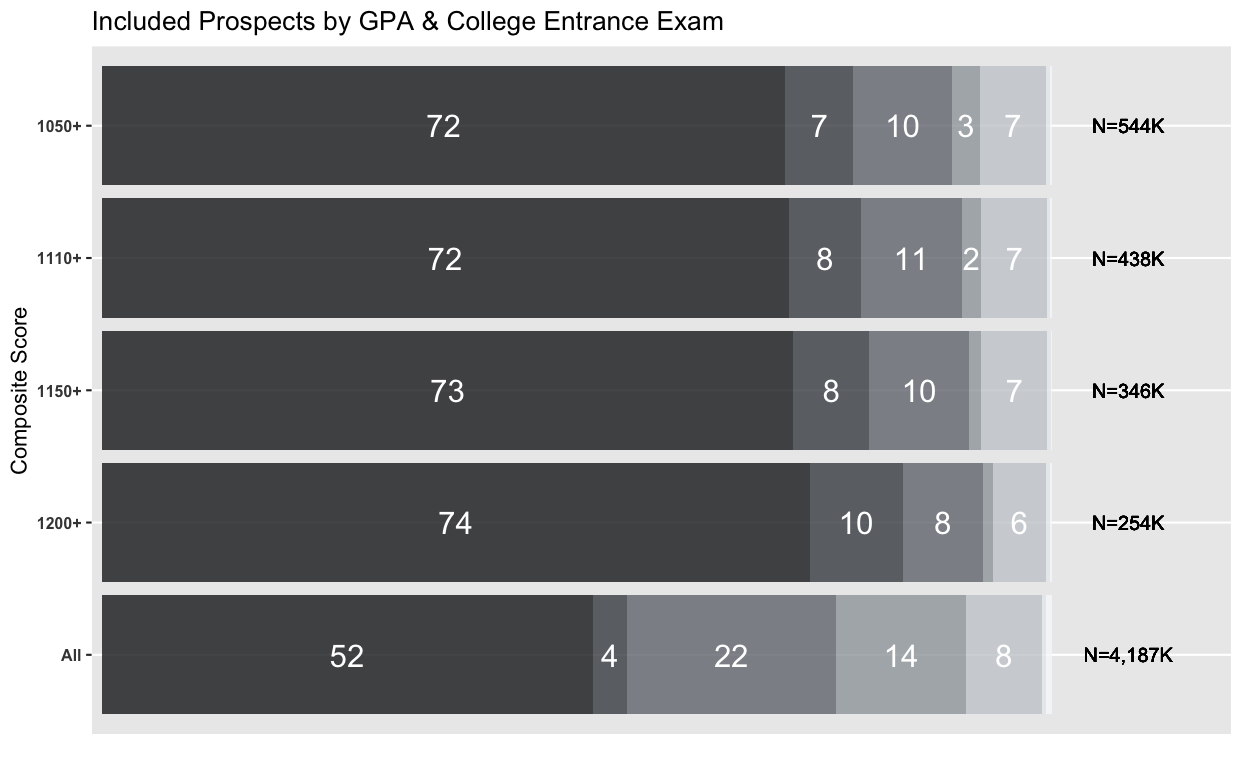 Included Prospects by GPA & College Entrance Exam
Composite Score
1050+ 72 7 10 3 7 N=544K
1110+ 72 8 11 2 7 N=438K
1150+ 73 8 10 7 N=346K
1200+ 74 10 8 6 N=254K
All 52 4 22 14 8 N=4,187K